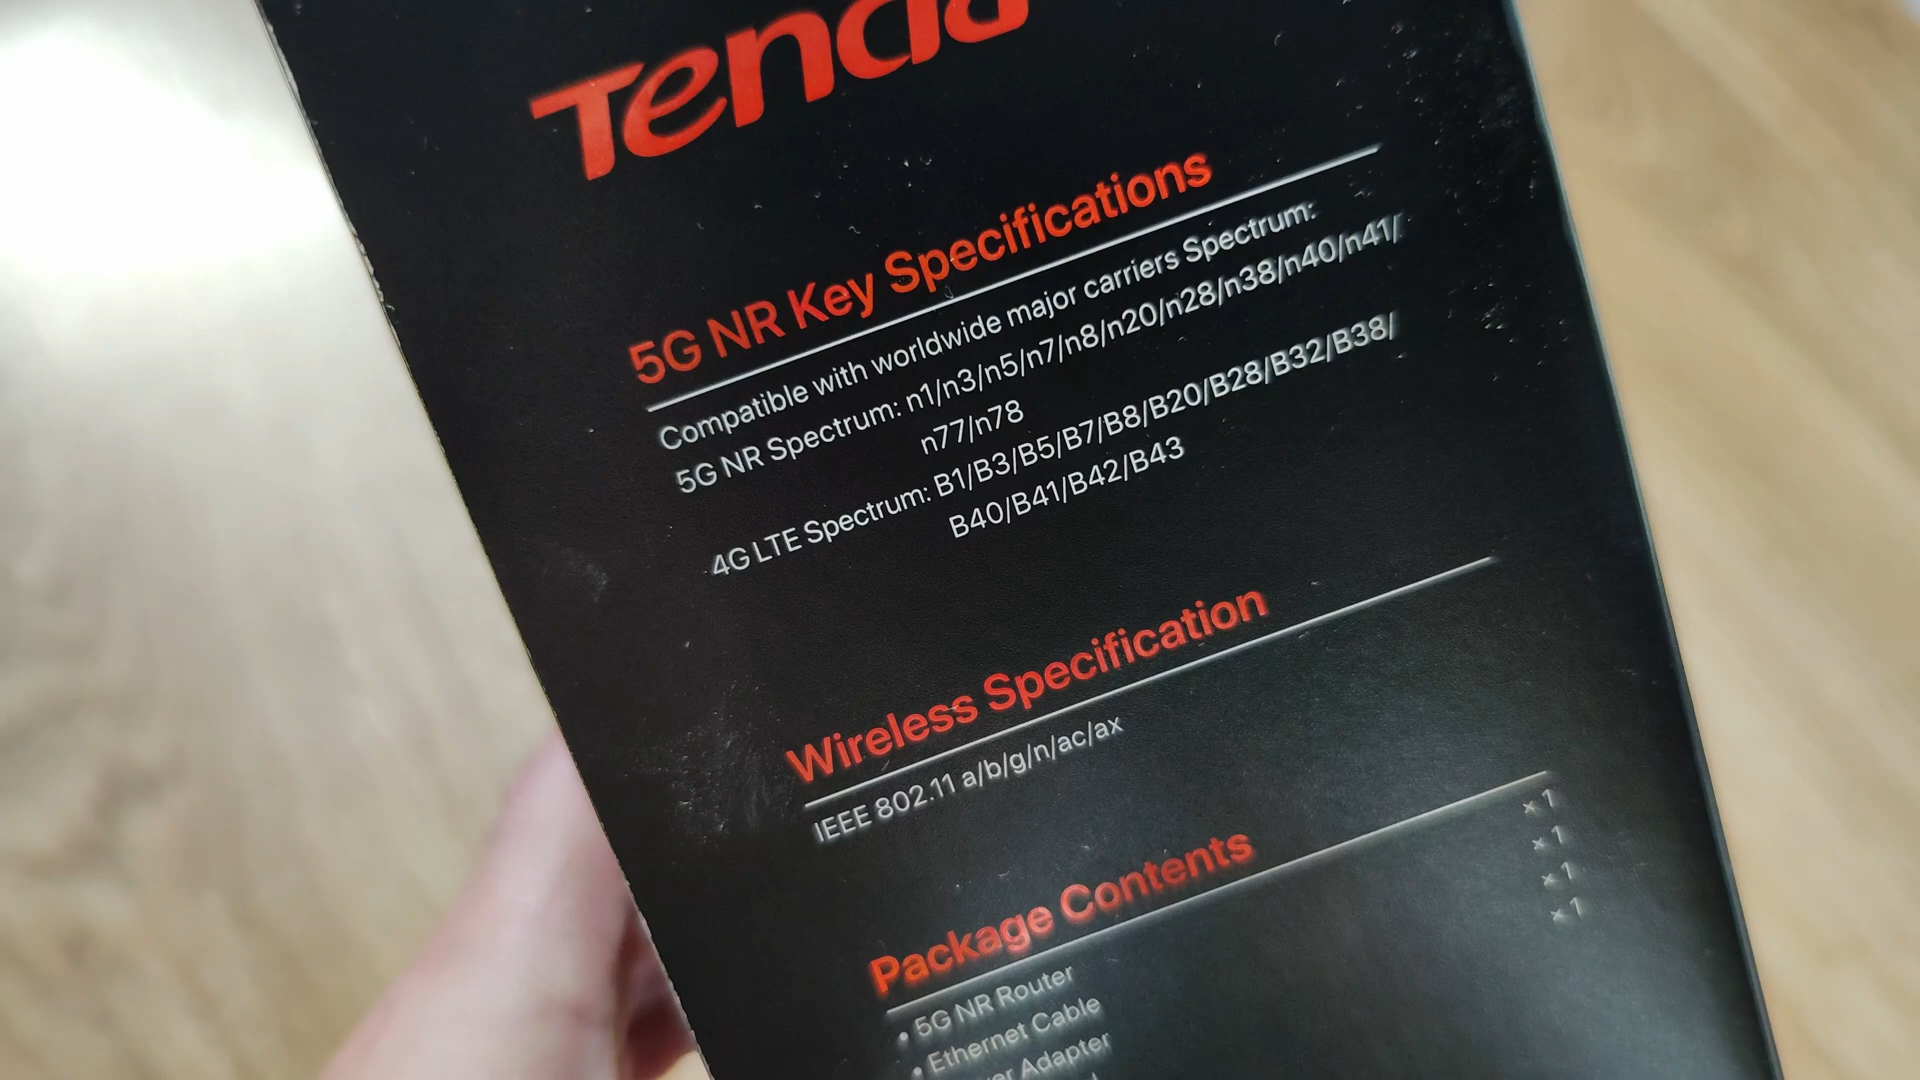 Tenda
5G NR Key Specifications
Compatible with worldwide major carriers Spectrum:
5G NR Spectrum: n1/n3/n5/n7/n8/n20/n28/n38/n40/n41/
n77/n78
4G LTE Spectrum: B1/B3/B5/B7/B8/B20/B28/B32/B38/
B40/B41/B42/B43
Wireless Specification
IEEE 802.11 a/b/g/n/ac/ax
Package Contents
• 5G NR Router × 1
• Ethernet Cable × 1
Adapter × 1
× 1